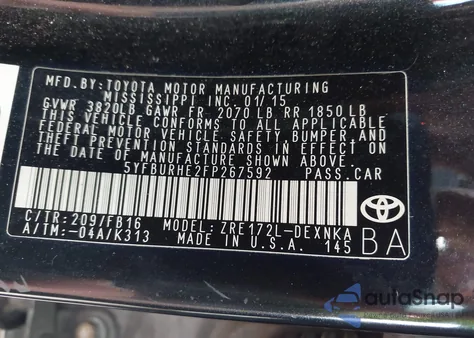 MFD.BY:TOYOTA MOTOR MANUFACTURING
MISSISSIPPI INC. 01/15
GVWR 3820LB GAWR FR 2070 LB RR 1850 LB
THIS VEHICLE CONFORMS TO ALL APPLICABLE
FEDERAL MOTOR VEHICLE SAFETY, BUMPER,AND
THEFT PREVENTION STANDARDS IN EFFECT ON
THE DATE OF MANUFACTURE SHOWN ABOVE.
5YFBURHE2FP267592 PASS.CAR
C/TR:209/FB16 MODEL:ZRE172L-DEXNKA
A/TM:-04A/K313 MADE IN U.S.A. 145
TOYOTA
BA
autoSnap